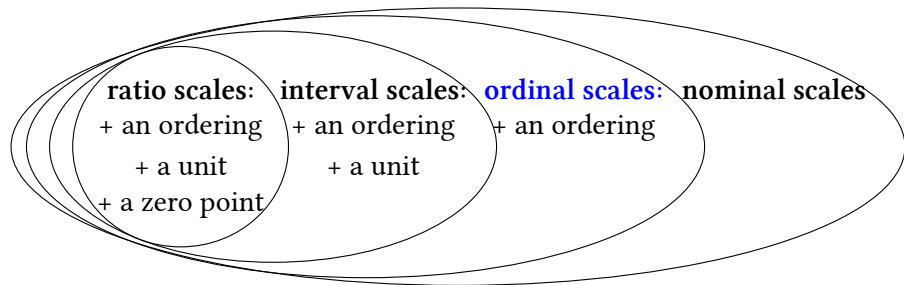 ratio scales: interval scales: ordinal scales: nominal scales
+ an ordering + an ordering + an ordering
+ a unit + a unit
+ a zero point